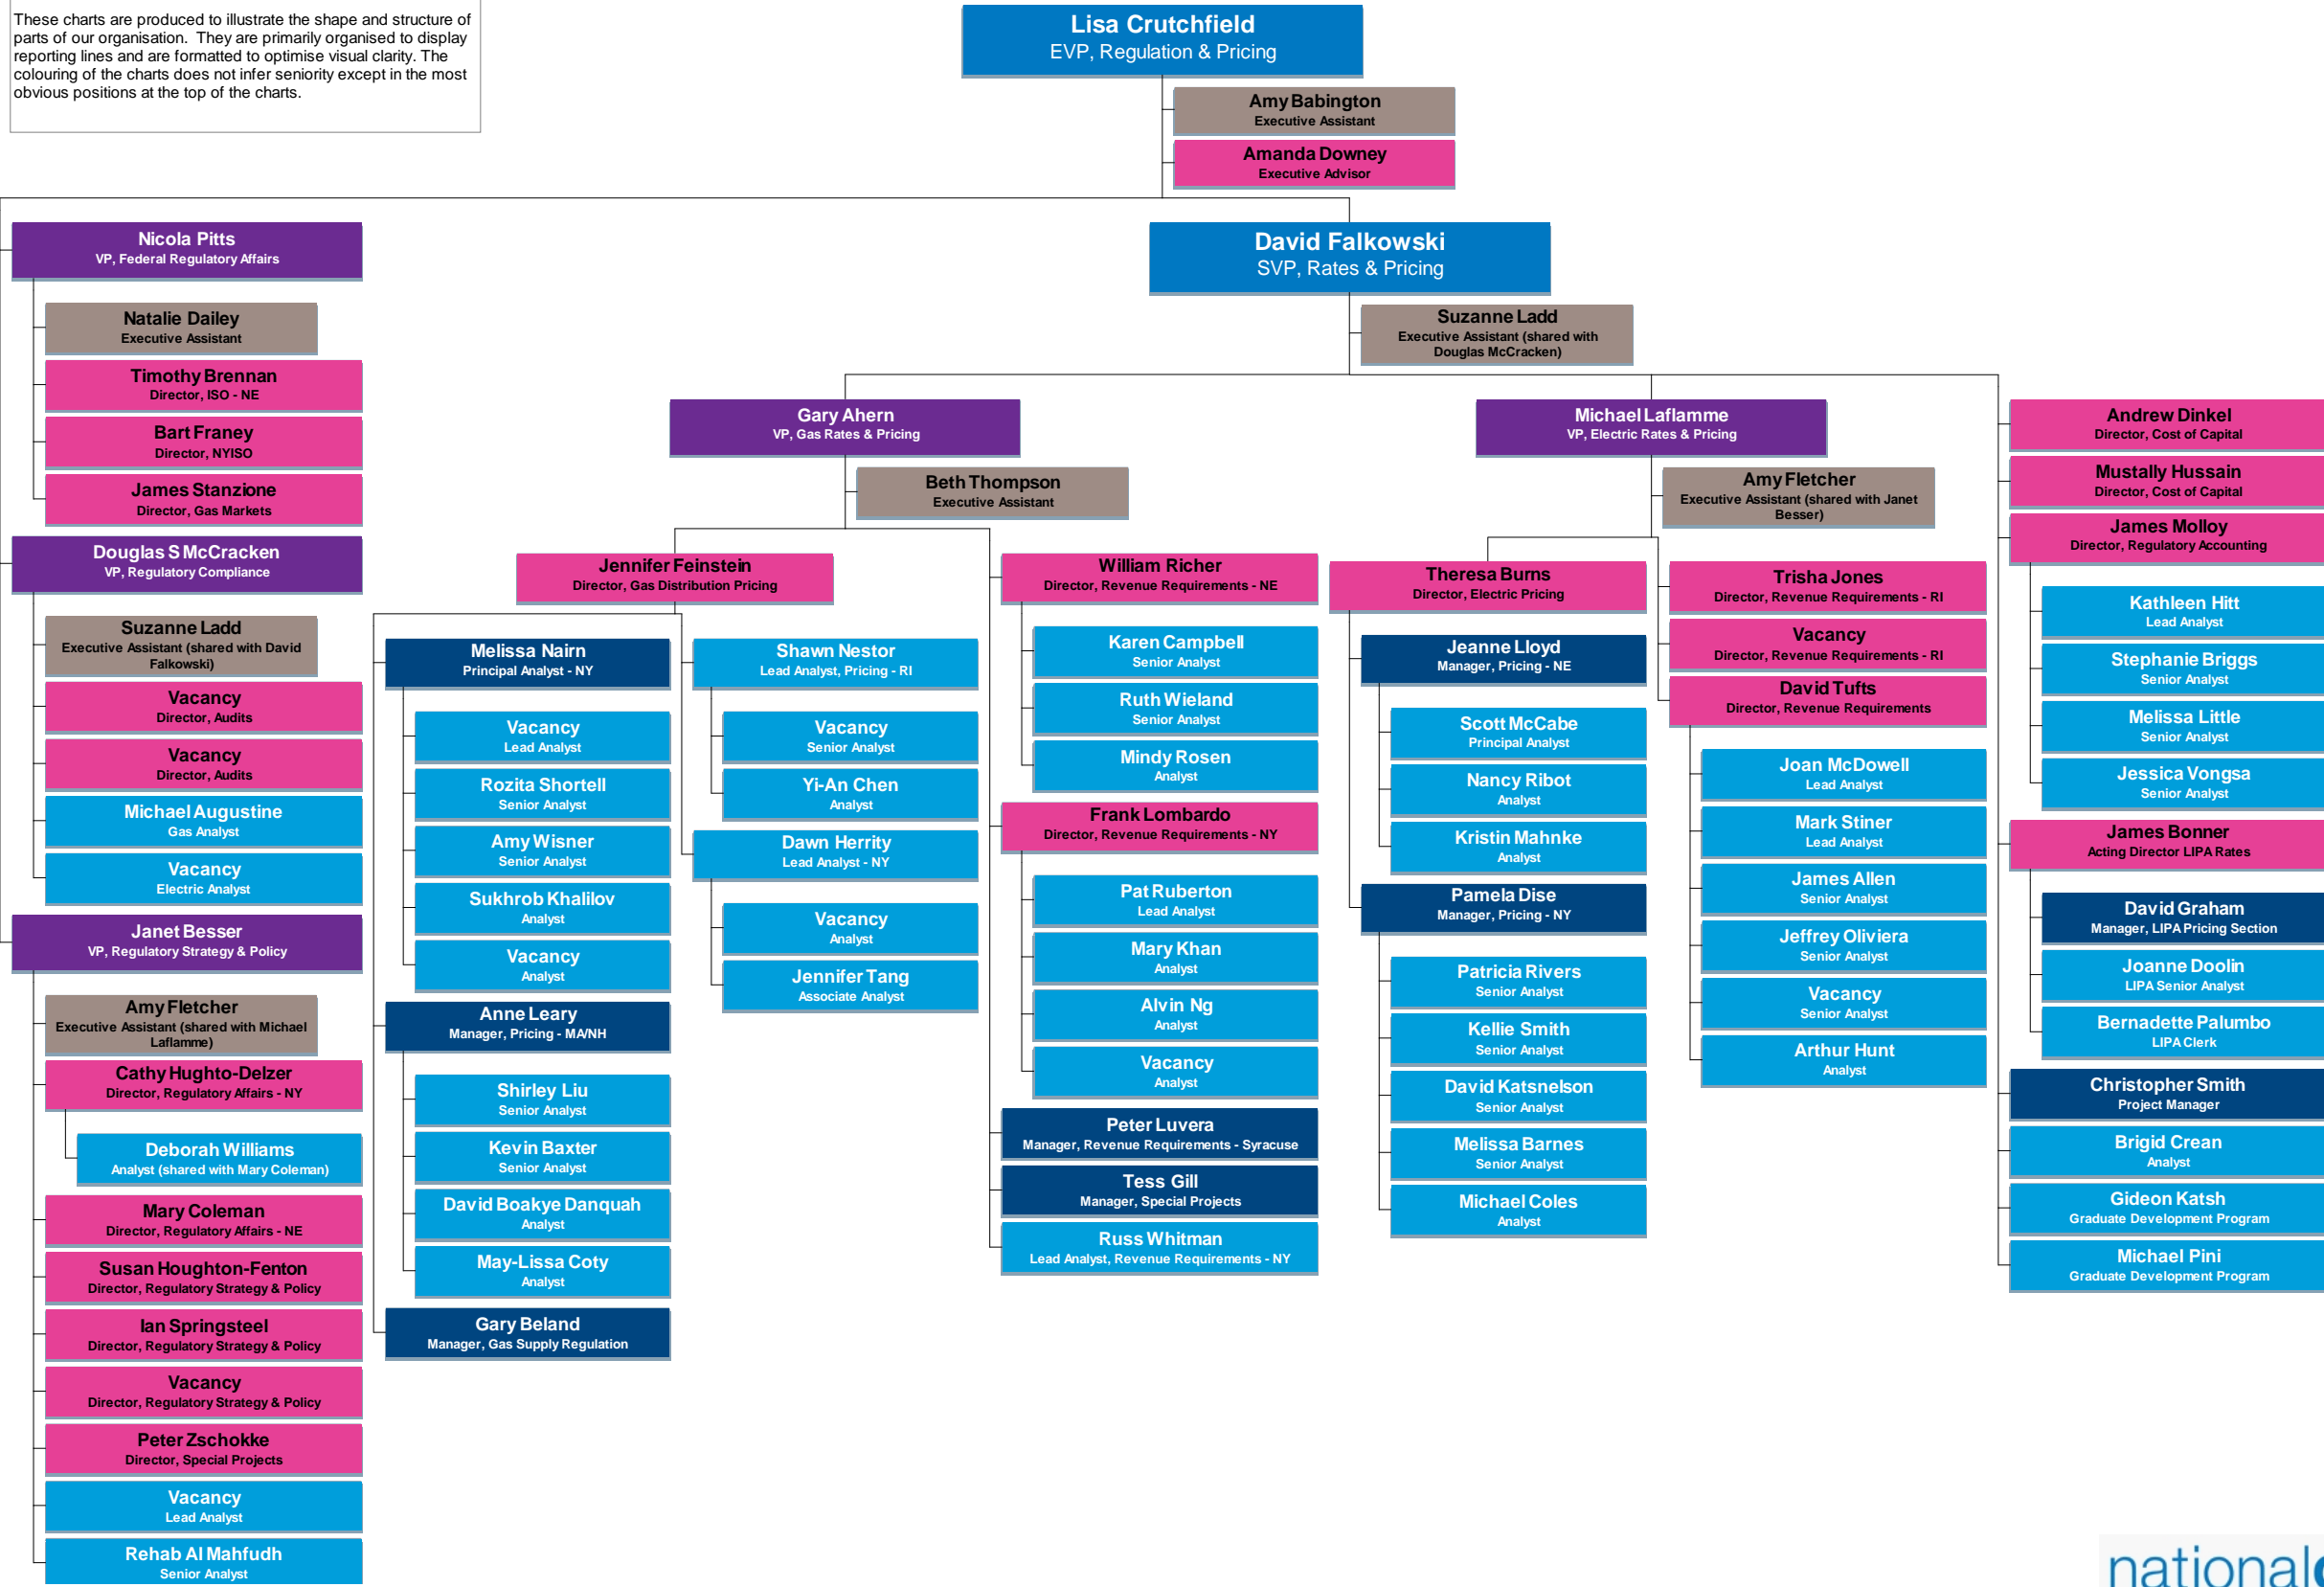 These charts are produced to illustrate the shape and structure of
parts of our organisation. They are primarily organised to display
reporting lines and are formatted to optimise visual clarity. The
colouring of the charts does not infer seniority except in the most
obvious positions at the top of the charts.
Lisa Crutchfield
EVP, Regulation & Pricing
Amy Babington
Executive Assistant
Amanda Downey
Executive Advisor
Nicola Pitts
VP, Federal Regulatory Affairs
Natalie Dailey
Executive Assistant
Timothy Brennan
Director, ISO - NE
Bart Franey
Director, NYISO
James Stanzione
Director, Gas Markets
Douglas S McCracken
VP, Regulatory Compliance
Suzanne Ladd
Executive Assistant (shared with David
Falkowski)
Vacancy
Director, Audits
Vacancy
Director, Audits
Michael Augustine
Gas Analyst
Vacancy
Electric Analyst
Janet Besser
VP, Regulatory Strategy & Policy
Amy Fletcher
Executive Assistant (shared with Michael
Laflamme)
Cathy Hughto-Delzer
Director, Regulatory Affairs - NY
Deborah Williams
Analyst (shared with Mary Coleman)
Mary Coleman
Director, Regulatory Affairs - NE
Susan Houghton-Fenton
Director, Regulatory Strategy & Policy
Ian Springsteel
Director, Regulatory Strategy & Policy
Vacancy
Director, Regulatory Strategy & Policy
Peter Zschokke
Director, Special Projects
Vacancy
Lead Analyst
Rehab Al Mahfudh
Senior Analyst
David Falkowski
SVP, Rates & Pricing
Suzanne Ladd
Executive Assistant (shared with
Douglas McCracken)
Gary Ahern
VP, Gas Rates & Pricing
Beth Thompson
Executive Assistant
Jennifer Feinstein
Director, Gas Distribution Pricing
Melissa Nairn
Principal Analyst - NY
Vacancy
Lead Analyst
Rozita Shortell
Senior Analyst
Amy Wisner
Senior Analyst
Sukhrob Khalilov
Analyst
Vacancy
Analyst
Anne Leary
Manager, Pricing - MA/NH
Shirley Liu
Senior Analyst
Kevin Baxter
Senior Analyst
David Boakye Danquah
Analyst
May-Lissa Coty
Analyst
Gary Beland
Manager, Gas Supply Regulation
Shawn Nestor
Lead Analyst, Pricing - RI
Vacancy
Senior Analyst
Yi-An Chen
Analyst
Dawn Herrity
Lead Analyst - NY
Vacancy
Analyst
Jennifer Tang
Associate Analyst
William Richer
Director, Revenue Requirements - NE
Karen Campbell
Senior Analyst
Ruth Wieland
Senior Analyst
Mindy Rosen
Analyst
Frank Lombardo
Director, Revenue Requirements - NY
Pat Ruberton
Lead Analyst
Mary Khan
Analyst
Alvin Ng
Analyst
Vacancy
Analyst
Peter Luvera
Manager, Revenue Requirements - Syracuse
Tess Gill
Manager, Special Projects
Russ Whitman
Lead Analyst, Revenue Requirements - NY
Michael Laflamme
VP, Electric Rates & Pricing
Amy Fletcher
Executive Assistant (shared with Janet
Besser)
Theresa Burns
Director, Electric Pricing
Jeanne Lloyd
Manager, Pricing - NE
Scott McCabe
Principal Analyst
Nancy Ribot
Analyst
Kristin Mahnke
Analyst
Pamela Dise
Manager, Pricing - NY
Patricia Rivers
Senior Analyst
Kellie Smith
Senior Analyst
David Katsnelson
Senior Analyst
Melissa Barnes
Senior Analyst
Michael Coles
Analyst
Trisha Jones
Director, Revenue Requirements - RI
Vacancy
Director, Revenue Requirements - RI
David Tufts
Director, Revenue Requirements
Joan McDowell
Lead Analyst
Mark Stiner
Lead Analyst
James Allen
Senior Analyst
Jeffrey Oliviera
Senior Analyst
Vacancy
Senior Analyst
Arthur Hunt
Analyst
Andrew Dinkel
Director, Cost of Capital
Mustally Hussain
Director, Cost of Capital
James Molloy
Director, Regulatory Accounting
Kathleen Hitt
Lead Analyst
Stephanie Briggs
Senior Analyst
Melissa Little
Senior Analyst
Jessica Vongsa
Senior Analyst
James Bonner
Acting Director LIPA Rates
David Graham
Manager, LIPA Pricing Section
Joanne Doolin
LIPA Senior Analyst
Bernadette Palumbo
LIPA Clerk
Christopher Smith
Project Manager
Brigid Crean
Analyst
Gideon Katsh
Graduate Development Program
Michael Pini
Graduate Development Program
national